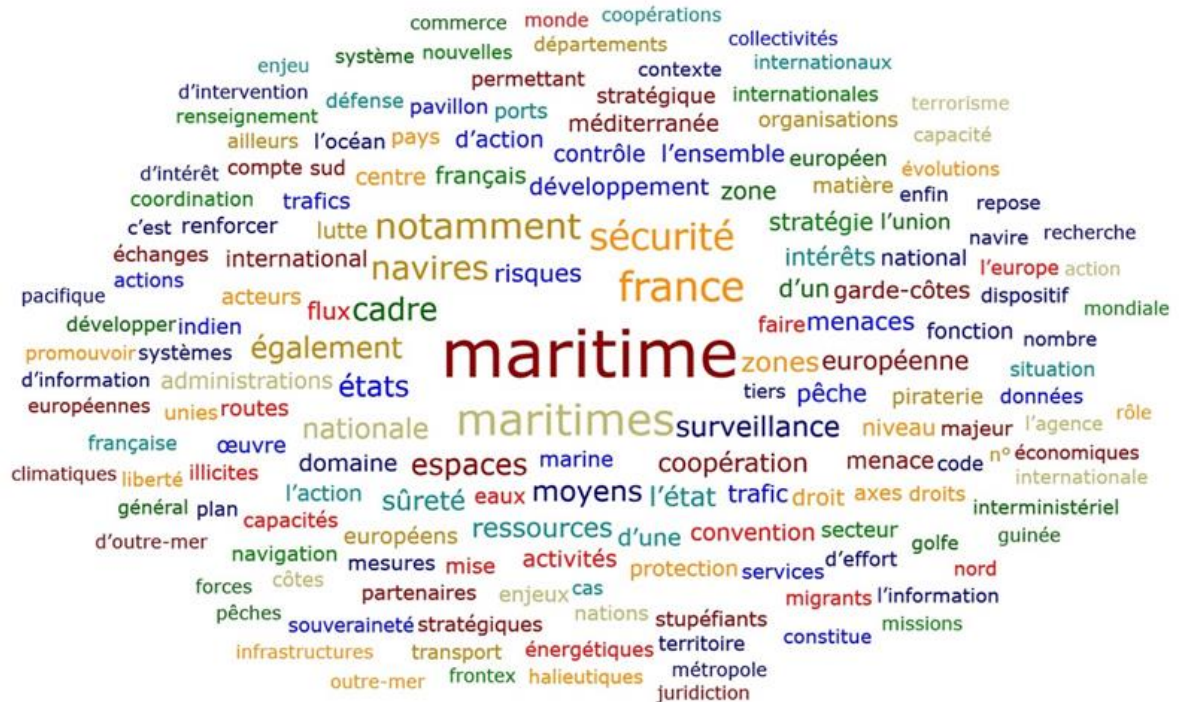 commerce monde coopérations
système nouvelles départements collectivités
enjeu permettant contexte internationaux
d'intervention défense pavillon ports stratégique internationales terrorisme
renseignement méditerranée organisations
ailleurs l'océan pays d'action contrôle l'ensemble européen capacité
d'intérêt compte sud centre français développement zone matière enfin évolutions
coordination trafics repose
c'est renforcer lutte notamment sécurité stratégie l'union navire recherche
échanges international navires risques intérêts national l'europe action
actions france
pacifique acteurs flux cadre d'un garde-côtes dispositif mondiale
développer indien faire menaces fonction nombre
promouvoir systèmes également maritime zones européenne situation
d'information administrations états tiers pêche piraterie données
européennes unies routes nationale maritimes surveillance niveau majeur l'agence rôle
française œuvre
climatiques liberté illicites domaine espaces marine coopération menace code n° économiques
internationale
général plan l'action sûreté eaux moyens l'état trafic droit axes droits interministériel
capacités
d'outre-mer européens ressources d'une convention secteur golfe guinée
navigation mesures mise activités protection services d'effort nord
forces côtes partenaires enjeux cas migrants l'information
pêches souveraineté stratégiques nations stupéfiants constitue missions
infrastructures transport énergétiques territoire
outre-mer frontex halieutiques métropole
juridiction